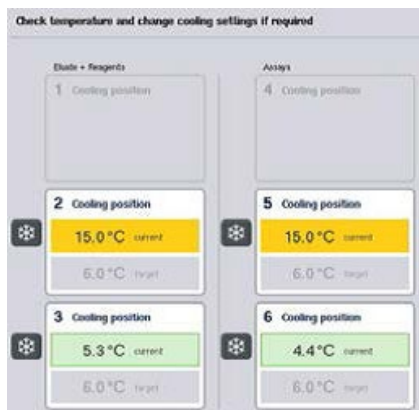 Check temperature and change cooling settings if required
Eluate + Reagents
1 Cooling position
2 Cooling position
15.0°C current
6.0°C target
3 Cooling position
5.3°C current
6.0°C target
Assays
4 Cooling position
5 Cooling position
15.0°C current
6.0°C target
6 Cooling position
4.4°C current
6.0°C target